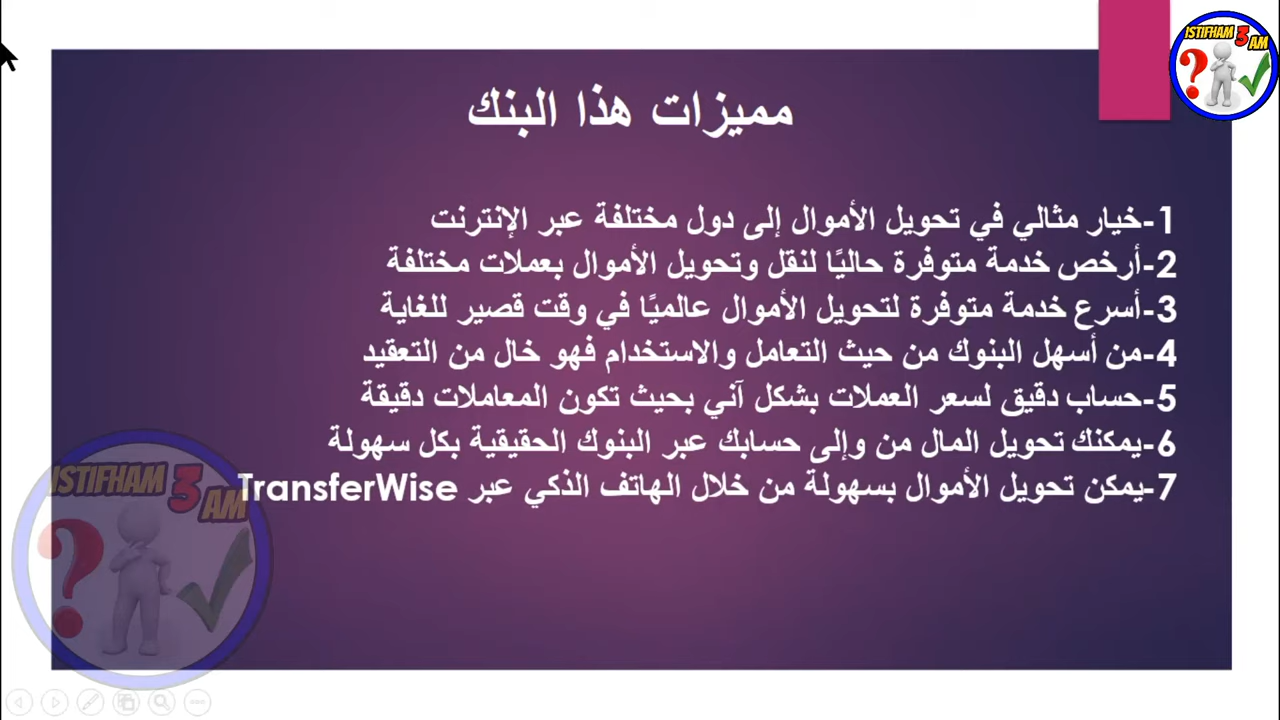 ISTIFHAM 3 AM
مميزات هذا البنك
1-خيار مثالي في تحويل الأموال إلى دول مختلفة عبر الإنترنت
2-أرخص خدمة متوفرة حاليًا لنقل وتحويل الأموال بعملات مختلفة
3-أسرع خدمة متوفرة لتحويل الأموال عالميًا في وقت قصير للغاية
4-من أسهل البنوك من حيث التعامل والاستخدام فهو خال من التعقيد
5-حساب دقيق لسعر العملات بشكل آني بحيث تكون المعاملات دقيقة
6-يمكنك تحويل المال من وإلى حسابك عبر البنوك الحقيقية بكل سهولة
7-يمكن تحويل الأموال بسهولة من خلال الهاتف الذكي عبر TransferWise
ISTIFHAM 3 AM